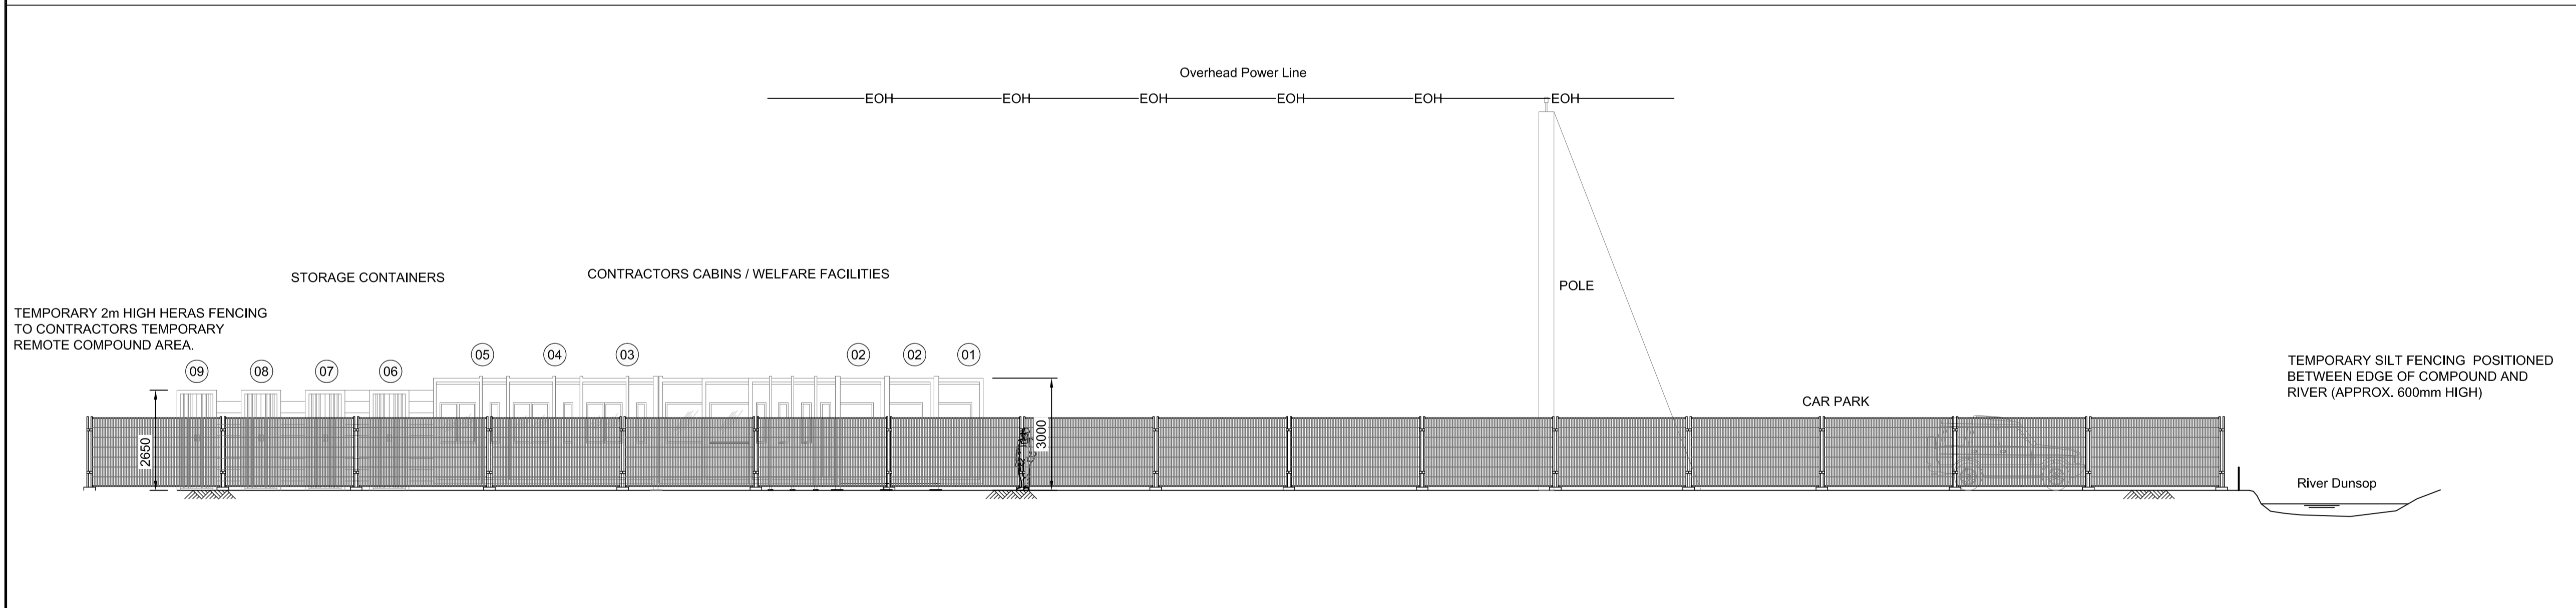 Overhead Power Line
EOH EOH EOH EOH EOH EOH
STORAGE CONTAINERS
CONTRACTORS CABINS / WELFARE FACILITIES
POLE
TEMPORARY 2m HIGH HERAS FENCING
TO CONTRACTORS TEMPORARY
REMOTE COMPOUND AREA.
09 08 07 06 05 04 03 02 02 01
TEMPORARY SILT FENCING POSITIONED
BETWEEN EDGE OF COMPOUND AND
RIVER (APPROX. 600mm HIGH)
CAR PARK
2650
3000
River Dunsop